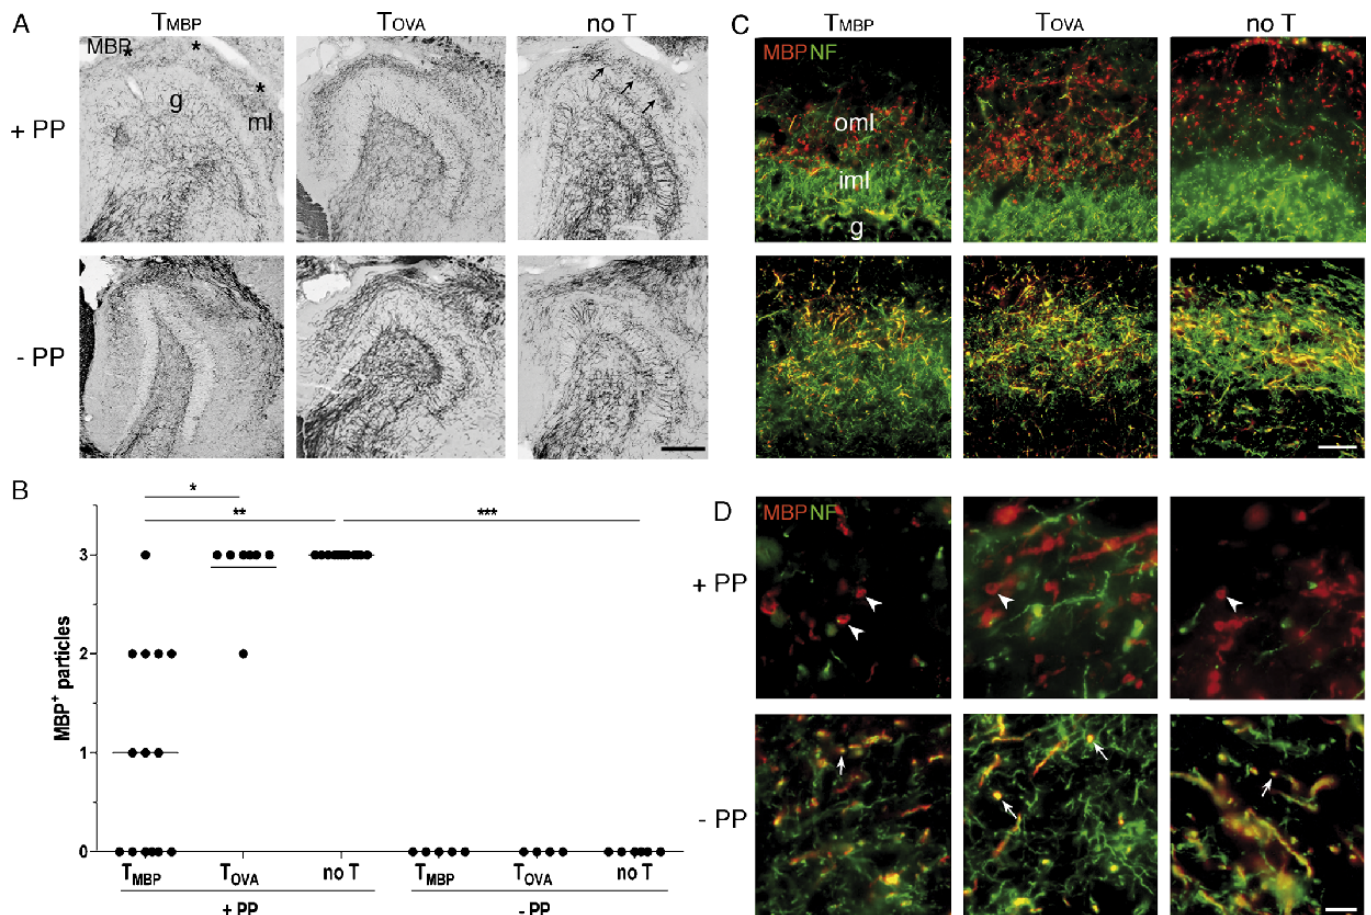 A
TMBP
TOVA
no T
MBP
*
*
*
g
ml
+ PP
- PP
C
TMBP
TOVA
no T
MBP NF
oml
iml
g
B
*
**
***
MBP+ particles
3
2
1
0
TMBP
TOVA
no T
TMBP
TOVA
no T
+ PP
- PP
D
MBP NF
+ PP
- PP